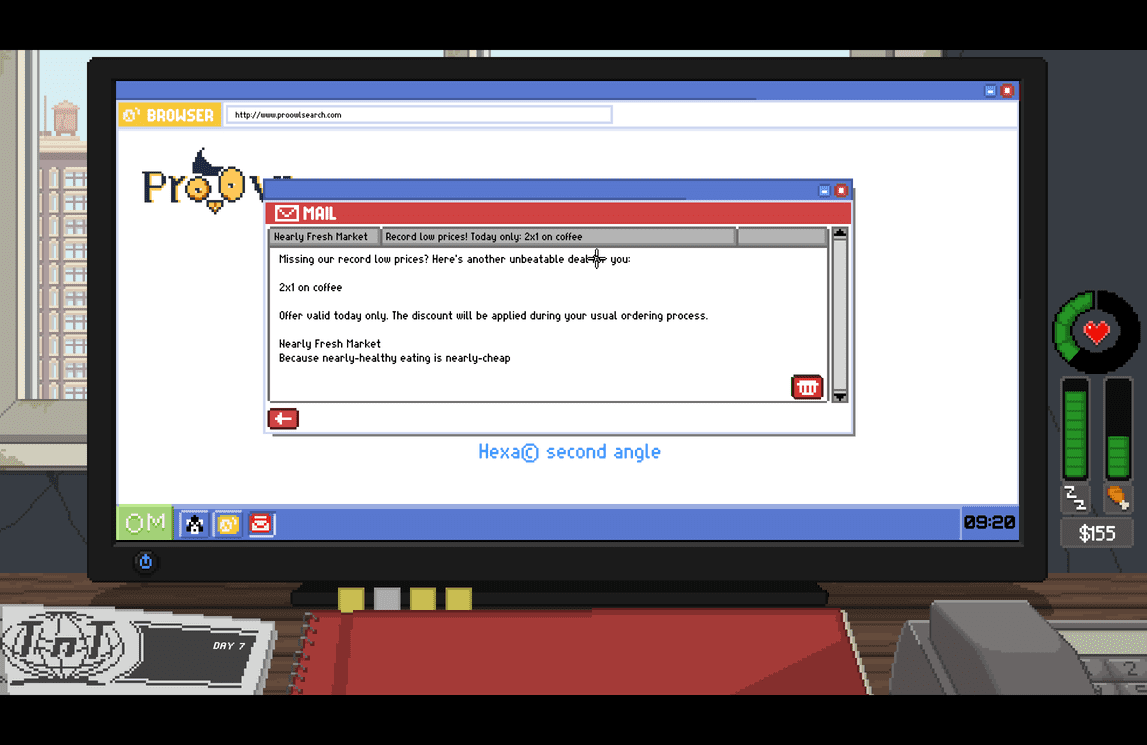 BROWSER
http://www.proowlsearch.com
MAIL
Nearly Fresh Market
Record low prices! Today only: 2x1 on coffee
Missing our record low prices? Here's another unbeatable deal you:
2x1 on coffee
Offer valid today only. The discount will be applied during your usual ordering process.
Nearly Fresh Market
Because nearly-healthy eating is nearly-cheap
Hexa© second angle
OM
09:20
$155
TnT
DAY 7
2